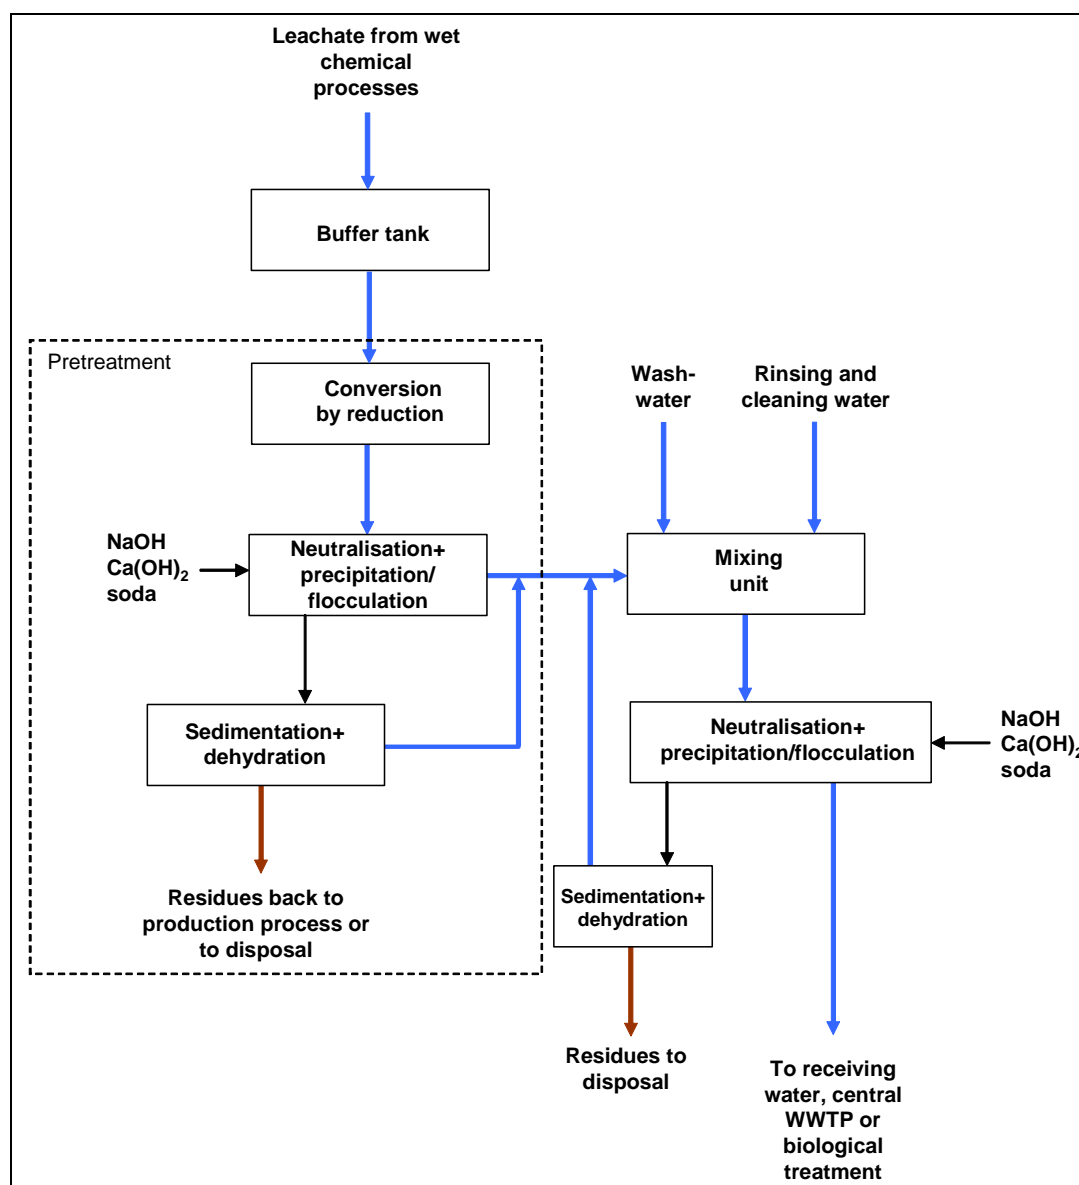 Leachate from wet
chemical
processes
Buffer tank
Pretreatment
Conversion
by reduction
Wash-
water
Rinsing and
cleaning water
NaOH
Ca(OH)2
soda
Neutralisation+
precipitation/
flocculation
Mixing
unit
Sedimentation+
dehydration
Neutralisation+
precipitation/flocculation
NaOH
Ca(OH)2
soda
Residues back to
production process or
to disposal
Sedimentation+
dehydration
Residues to
disposal
To receiving
water, central
WWTP or
biological
treatment